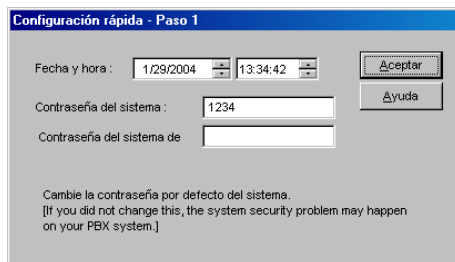 Configuración rápida - Paso 1
Fecha y hora : 1/29/2004 13:34:42 Aceptar
Contraseña del sistema : 1234 Ayuda
Contraseña del sistema de
Cambie la contraseña por defecto del sistema.
[If you did not change this, the system security problem may happen
on your PBX system.]